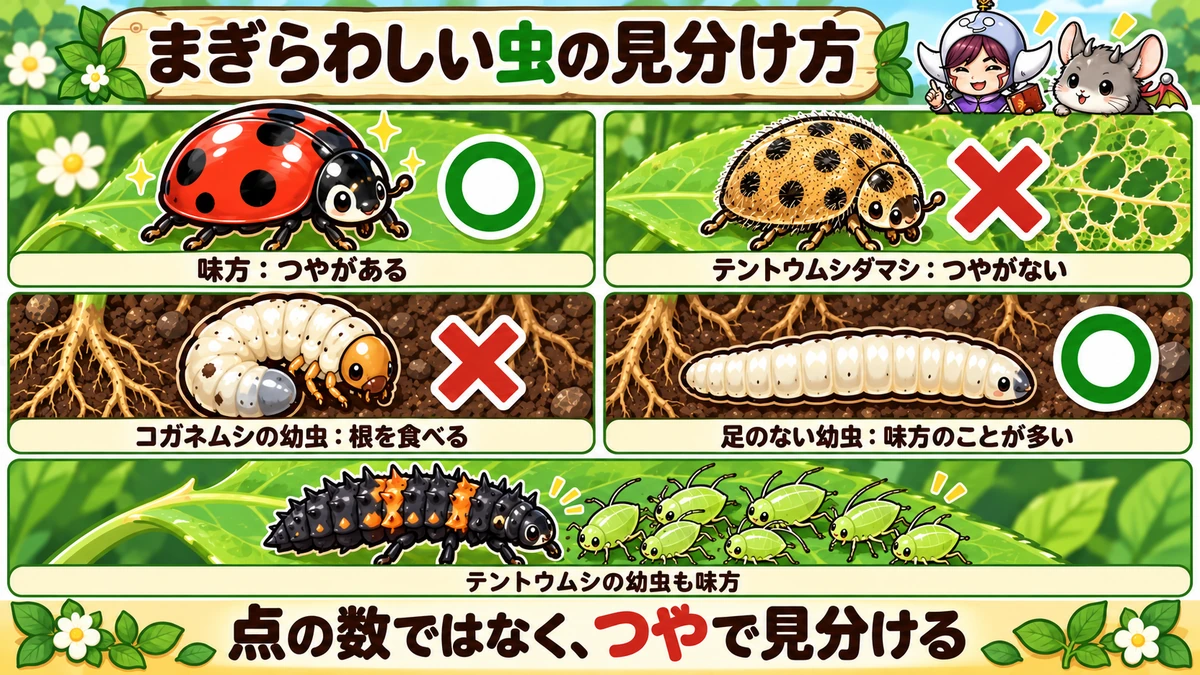 まぎらわしい虫の見分け方
味方：つやがある
テントウムシダマシ：つやがない
コガネムシの幼虫：根を食べる
足のない幼虫：味方のことが多い
テントウムシの幼虫も味方
点の数ではなく、つやで見分ける